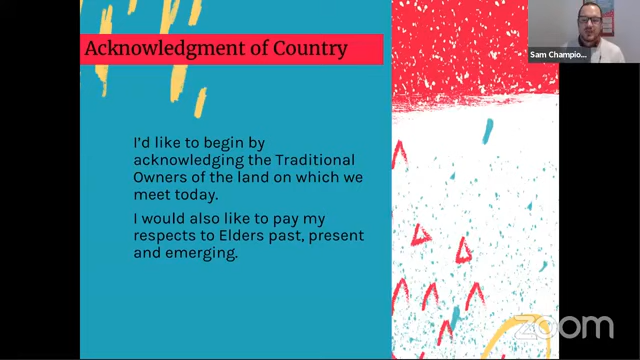 Acknowledgment of Country
Sam Champio...
I'd like to begin by
acknowledging the Traditional
Owners of the land on which we
meet today.
I would also like to pay my
respects to Elders past, present
and emerging.
zoom